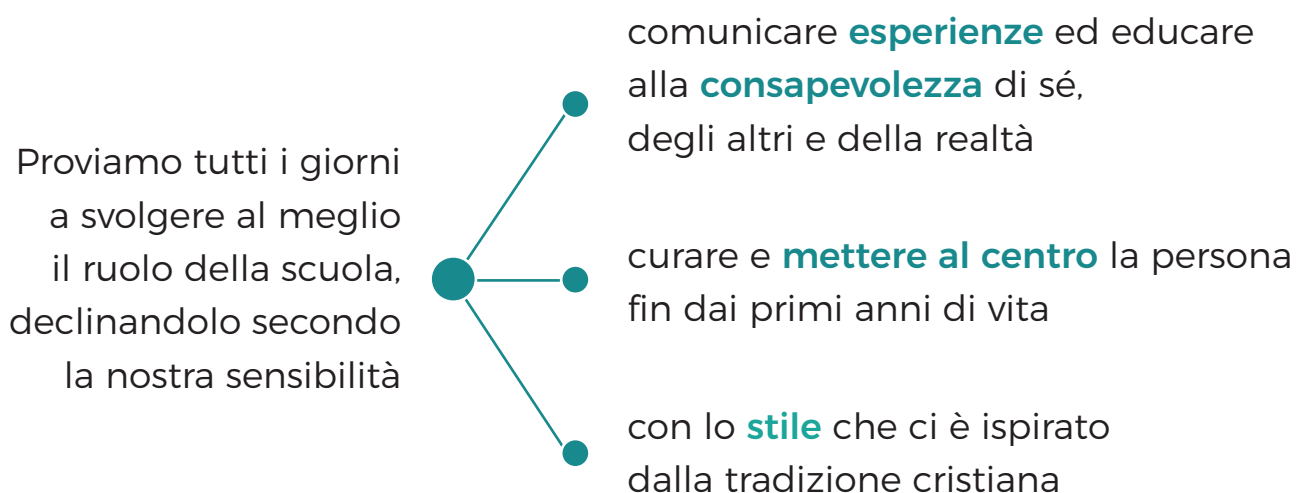 Proviamo tutti i giorni
a svolgere al meglio
il ruolo della scuola,
declinandolo secondo
la nostra sensibilità
comunicare esperienze ed educare
alla consapevolezza di sé,
degli altri e della realtà
curare e mettere al centro la persona
fin dai primi anni di vita
con lo stile che ci è ispirato
dalla tradizione cristiana